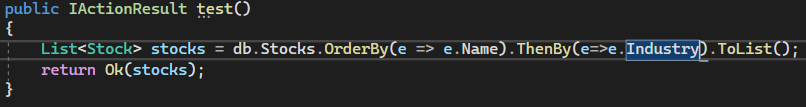 public IActionResult test()
{
List<Stock> stocks = db.Stocks.OrderBy(e => e.Name).ThenBy(e=>e.Industry).ToList();
return Ok(stocks);
}